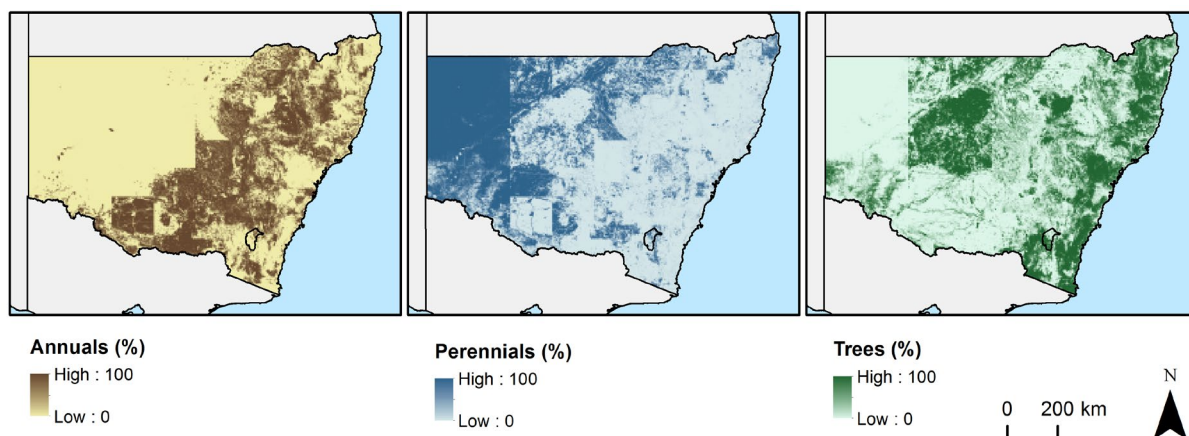 Annuals (%)
High : 100
Low : 0
Perennials (%)
High : 100
Low : 0
Trees (%)
High : 100
Low : 0
0 200 km
N